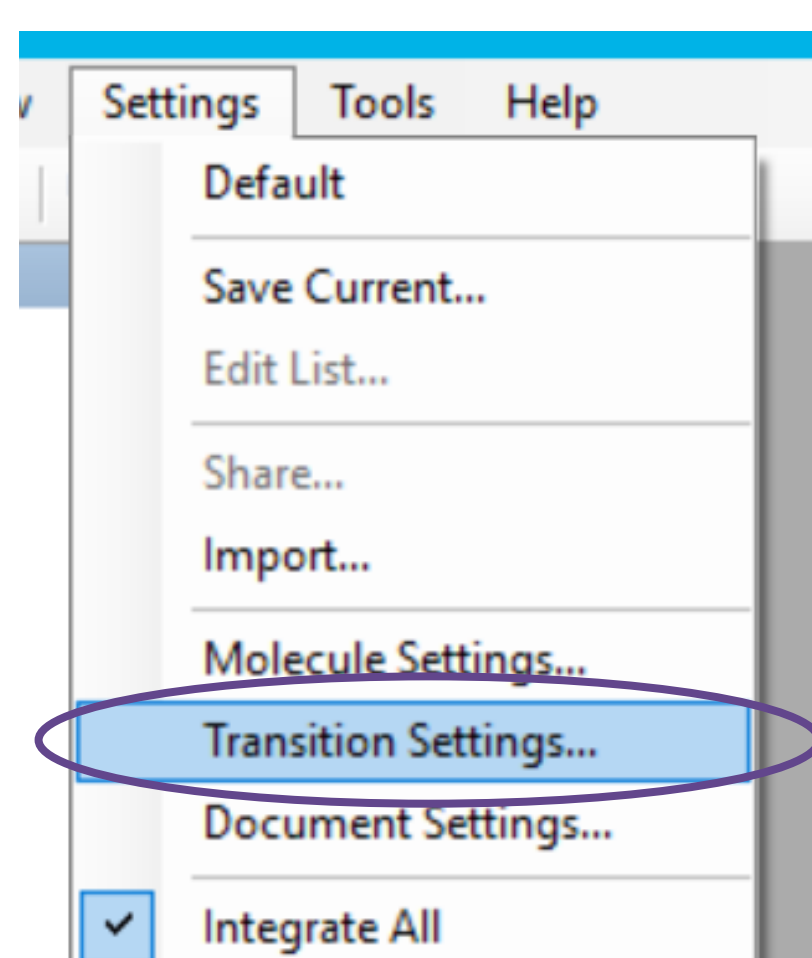 Settings Tools Help
Default
Save Current...
Edit List...
Share...
Import...
Molecule Settings...
Transition Settings...
Document Settings...
Integrate All